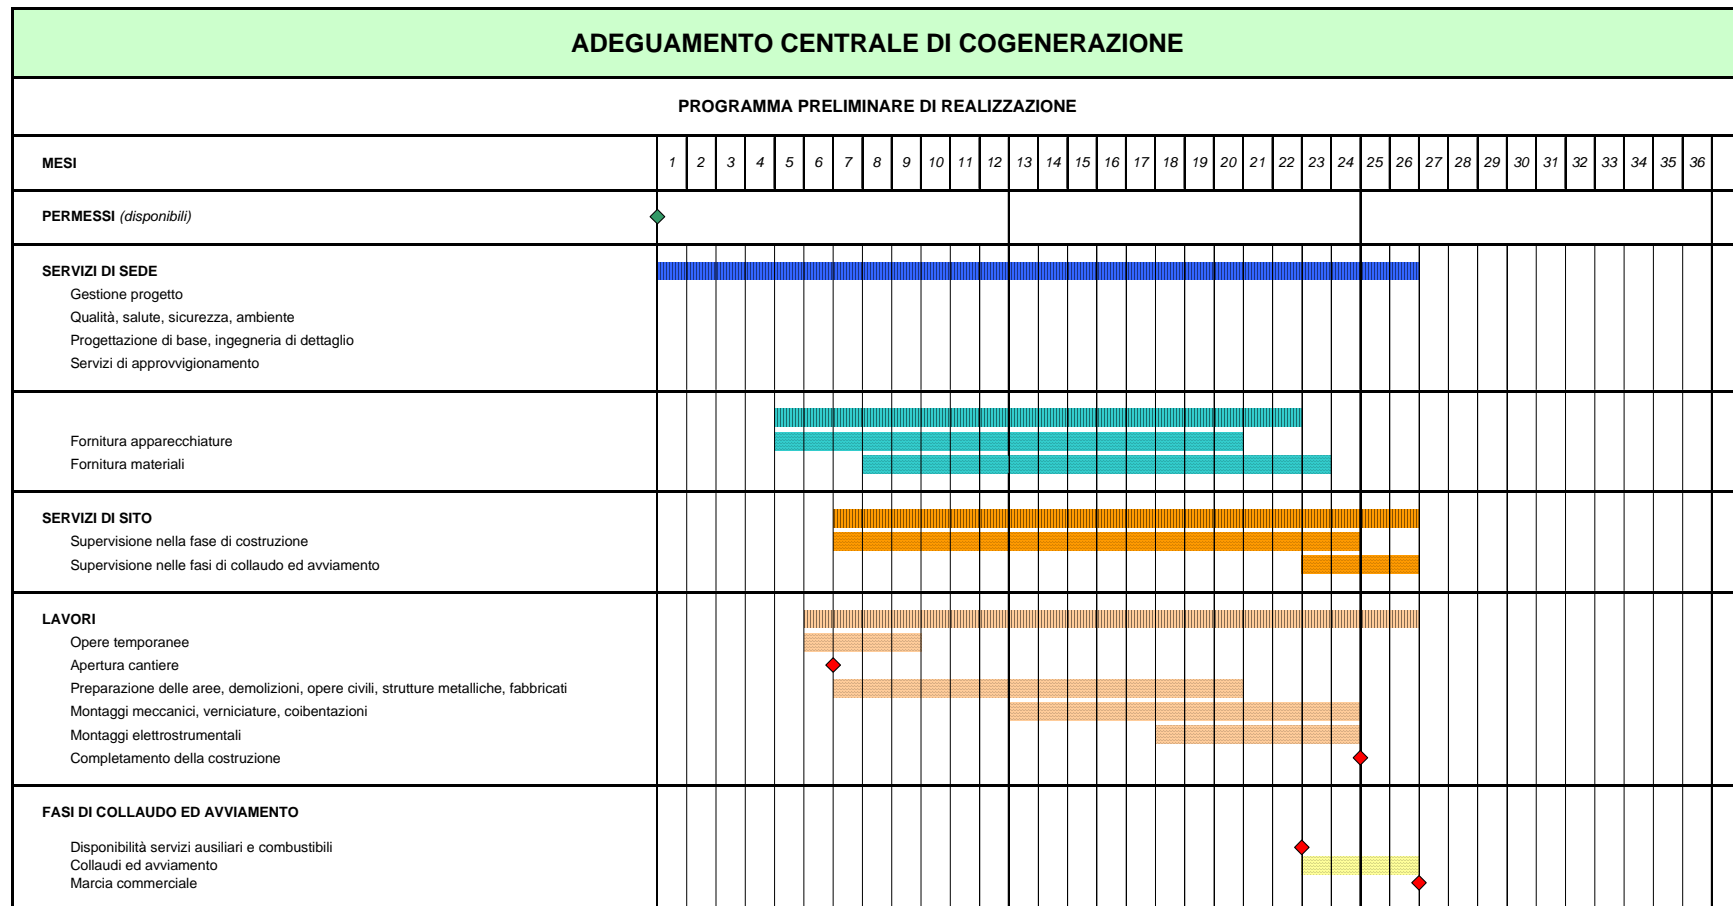 ADEGUAMENTO CENTRALE DI COGENERAZIONE
PROGRAMMA PRELIMINARE DI REALIZZAZIONE
MESI 1 2 3 4 5 6 7 8 9 10 11 12 13 14 15 16 17 18 19 20 21 22 23 24 25 26 27 28 29 30 31 32 33 34 35 36
PERMESSI (disponibili)
SERVIZI DI SEDE
Gestione progetto
Qualità, salute, sicurezza, ambiente
Progettazione di base, ingegneria di dettaglio
Servizi di approvvigionamento
Fornitura apparecchiature
Fornitura materiali
SERVIZI DI SITO
Supervisione nella fase di costruzione
Supervisione nelle fasi di collaudo ed avviamento
LAVORI
Opere temporanee
Apertura cantiere
Preparazione delle aree, demolizioni, opere civili, strutture metalliche, fabbricati
Montaggi meccanici, verniciature, coibentazioni
Montaggi elettrostrumentali
Completamento della costruzione
FASI DI COLLAUDO ED AVVIAMENTO
Disponibilità servizi ausiliari e combustibili
Collaudi ed avviamento
Marcia commerciale